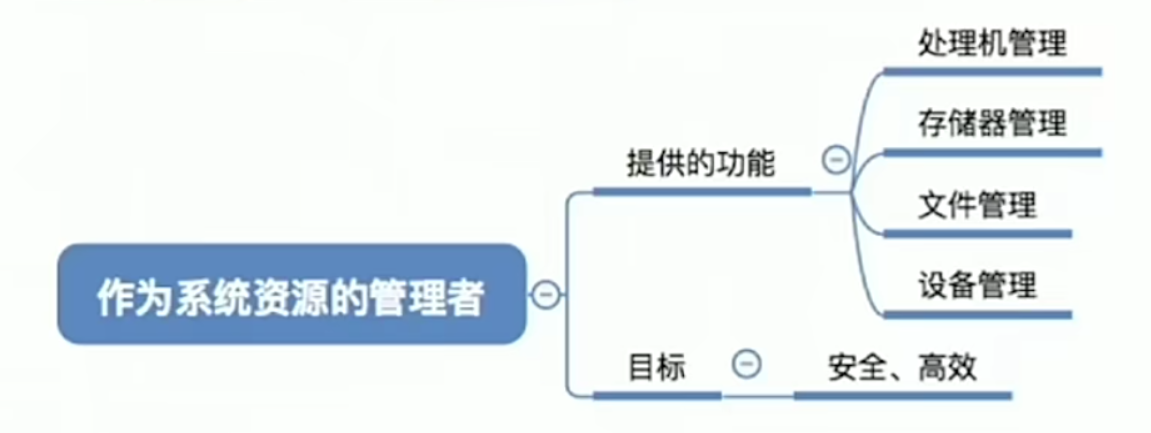 作为系统资源的管理者
提供的功能
处理机管理
存储器管理
文件管理
设备管理
目标
安全、高效